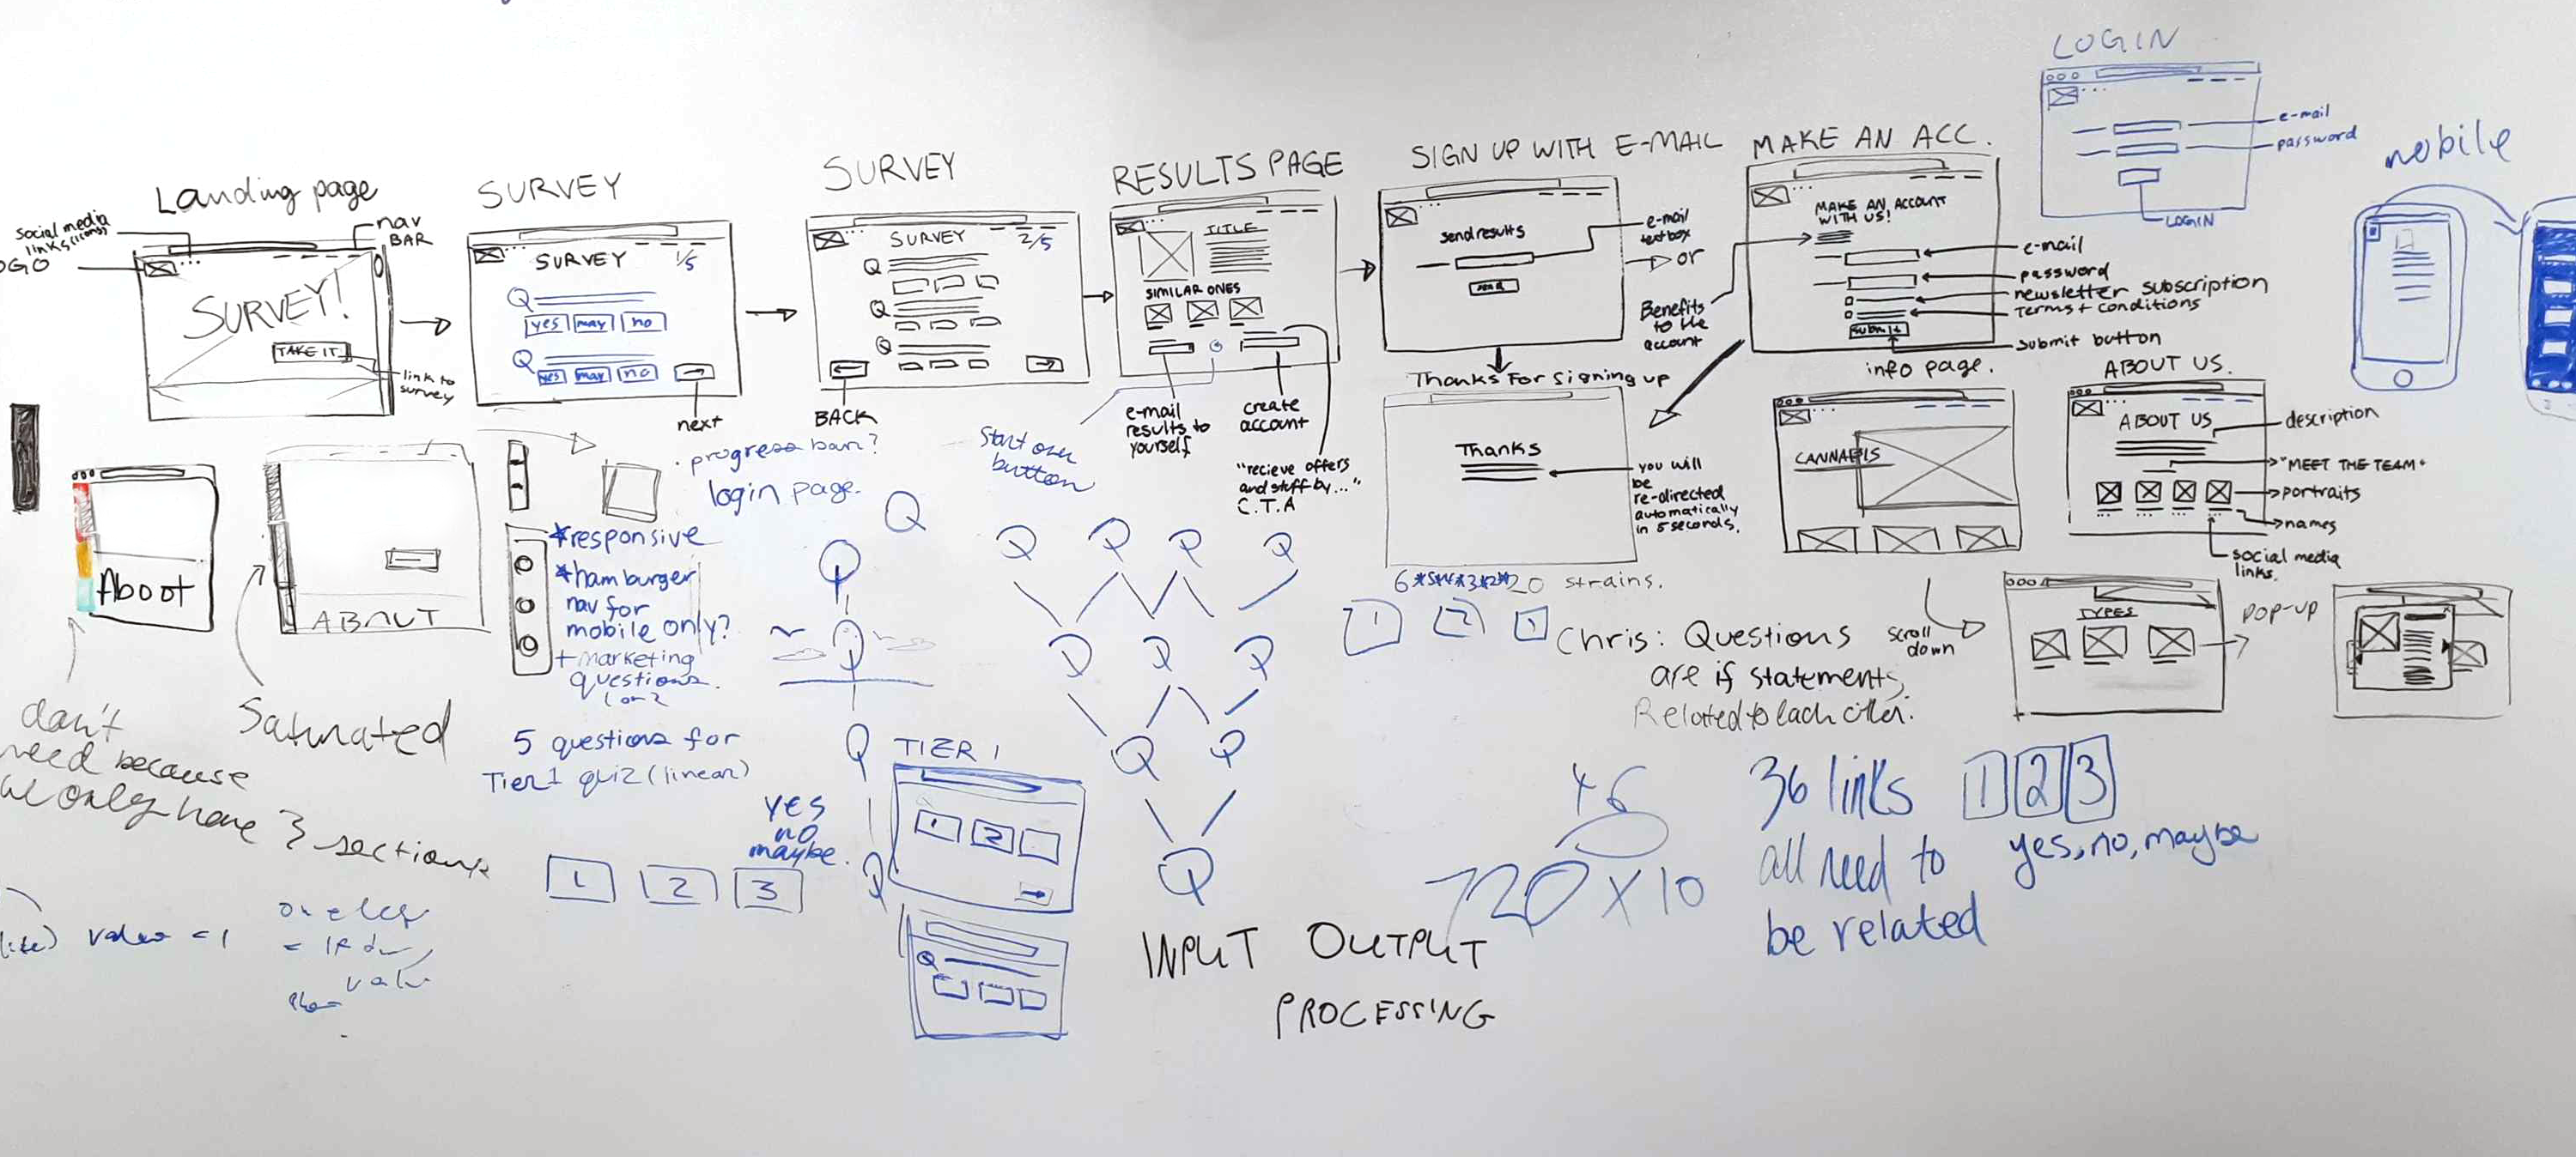 Landing page
social media
links (icons)
nav
BAR
SURVEY!
TAKE IT
link to
survey
SURVEY
SURVEY
1/5
Q
yes may no
Q
yes may no
next
progress bar?
login page.
SURVEY
SURVEY
2/5
Q
Q
Q
BACK
RESULTS PAGE
TITLE
SIMILAR ONES
Start over
button
e-mail
results to
yourself
create
account
"recieve offers
and stuff by..."
C.T.A
SIGN UP WITH E-MAIL
send results
send
e-mail
text box
or
Thanks For Signing up
Thanks
you will
be
re-directed
automatically
in 5 seconds.
MAKE AN ACC.
MAKE AN ACCOUNT
WITH US!
Benefits
to the
account
e-mail
password
newsletter subscription
Terms + conditions
submit
submit button
LOGIN
e-mail
password
LOGIN
mobile
info page.
CANNABIS
scroll
down
TYPES
POP-UP
ABOUT US.
ABOUT US
description
"MEET THE TEAM"
portraits
names
social media
links.
About
ABOUT
don't
need because
we only have 3 sections
Saturated
*responsive
*hamburger
nav for
mobile only?
+ marketing
questions.
1 or 2
5 questions for
Tier 1 quiz (linear)
yes
no
maybe.
1 2 3
value = 1
Q
Q
Q
Q
Q
TIER 1
1 2
Q
Q Q Q Q
Q Q Q
Q Q
Q
INPUT OUTPUT
PROCESSING
strains.
1 2 3
Chris: Questions
are if statements.
Related to each other.
x 6
720 x 10
36 links
all need to
be related
1 2 3
yes, no, maybe